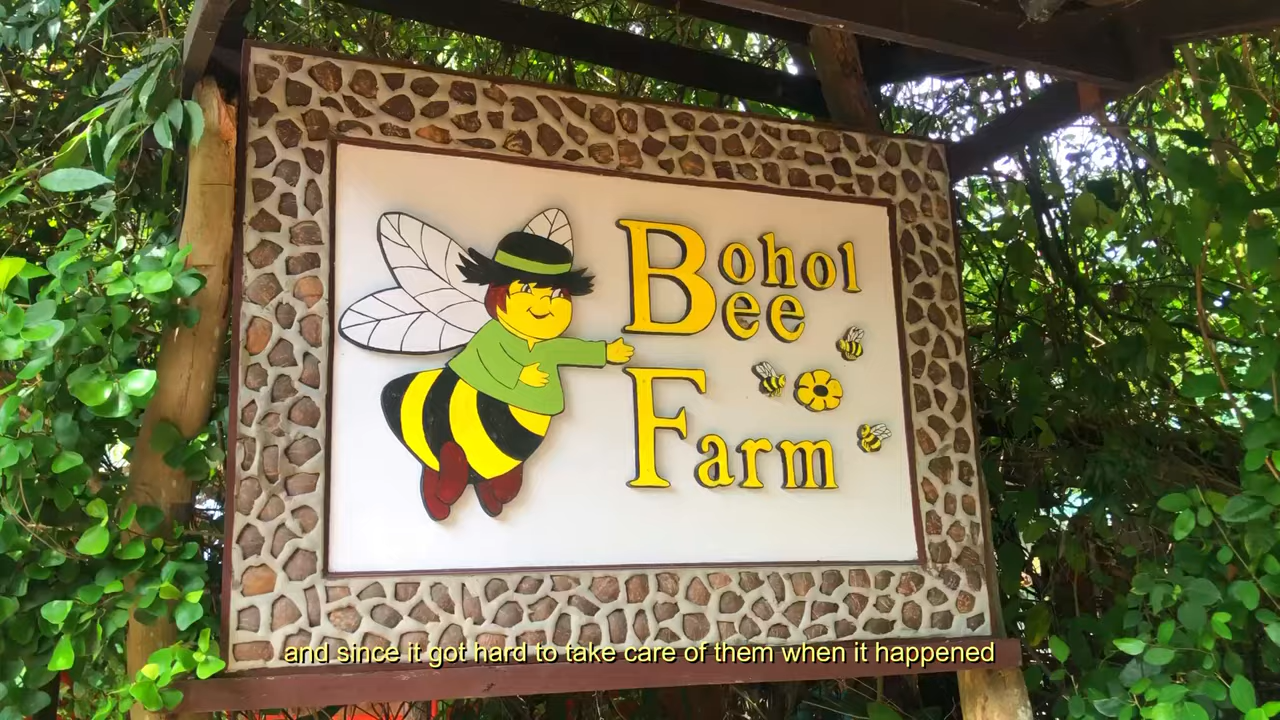 Bohol
Bee
Farm
and since it got hard to take care of them when it happened